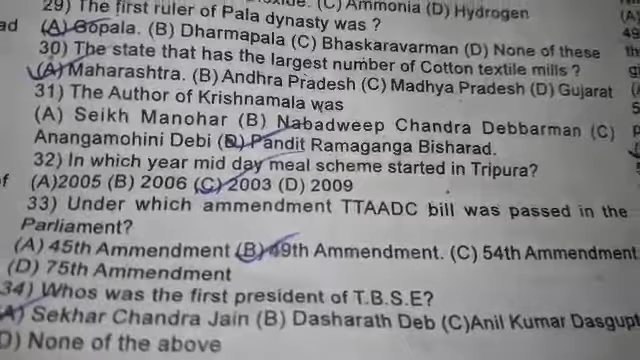 (C) Ammonia (D) Hydrogen
29) The first ruler of Pala dynasty was ?
(A) Gopala. (B) Dharmapala (C) Bhaskaravarman (D) None of these
30) The state that has the largest number of Cotton textile mills ?
(A) Maharashtra. (B) Andhra Pradesh (C) Madhya Pradesh (D) Gujarat
31) The Author of Krishnamala was
(A) Seikh Manohar (B) Nabadweep Chandra Debbarman (C)
Anangamohini Debi (D) Pandit Ramaganga Bisharad.
32) In which year mid day meal scheme started in Tripura?
(A)2005 (B) 2006 (C) 2003 (D) 2009
33) Under which ammendment TTAADC bill was passed in the
Parliament?
(A) 45th Ammendment (B) 49th Ammendment. (C) 54th Ammendment
(D) 75th Ammendment
34) Whos was the first president of T.B.S.E?
A) Sekhar Chandra Jain (B) Dasharath Deb (C)Anil Kumar Dasgupt
D) None of the above